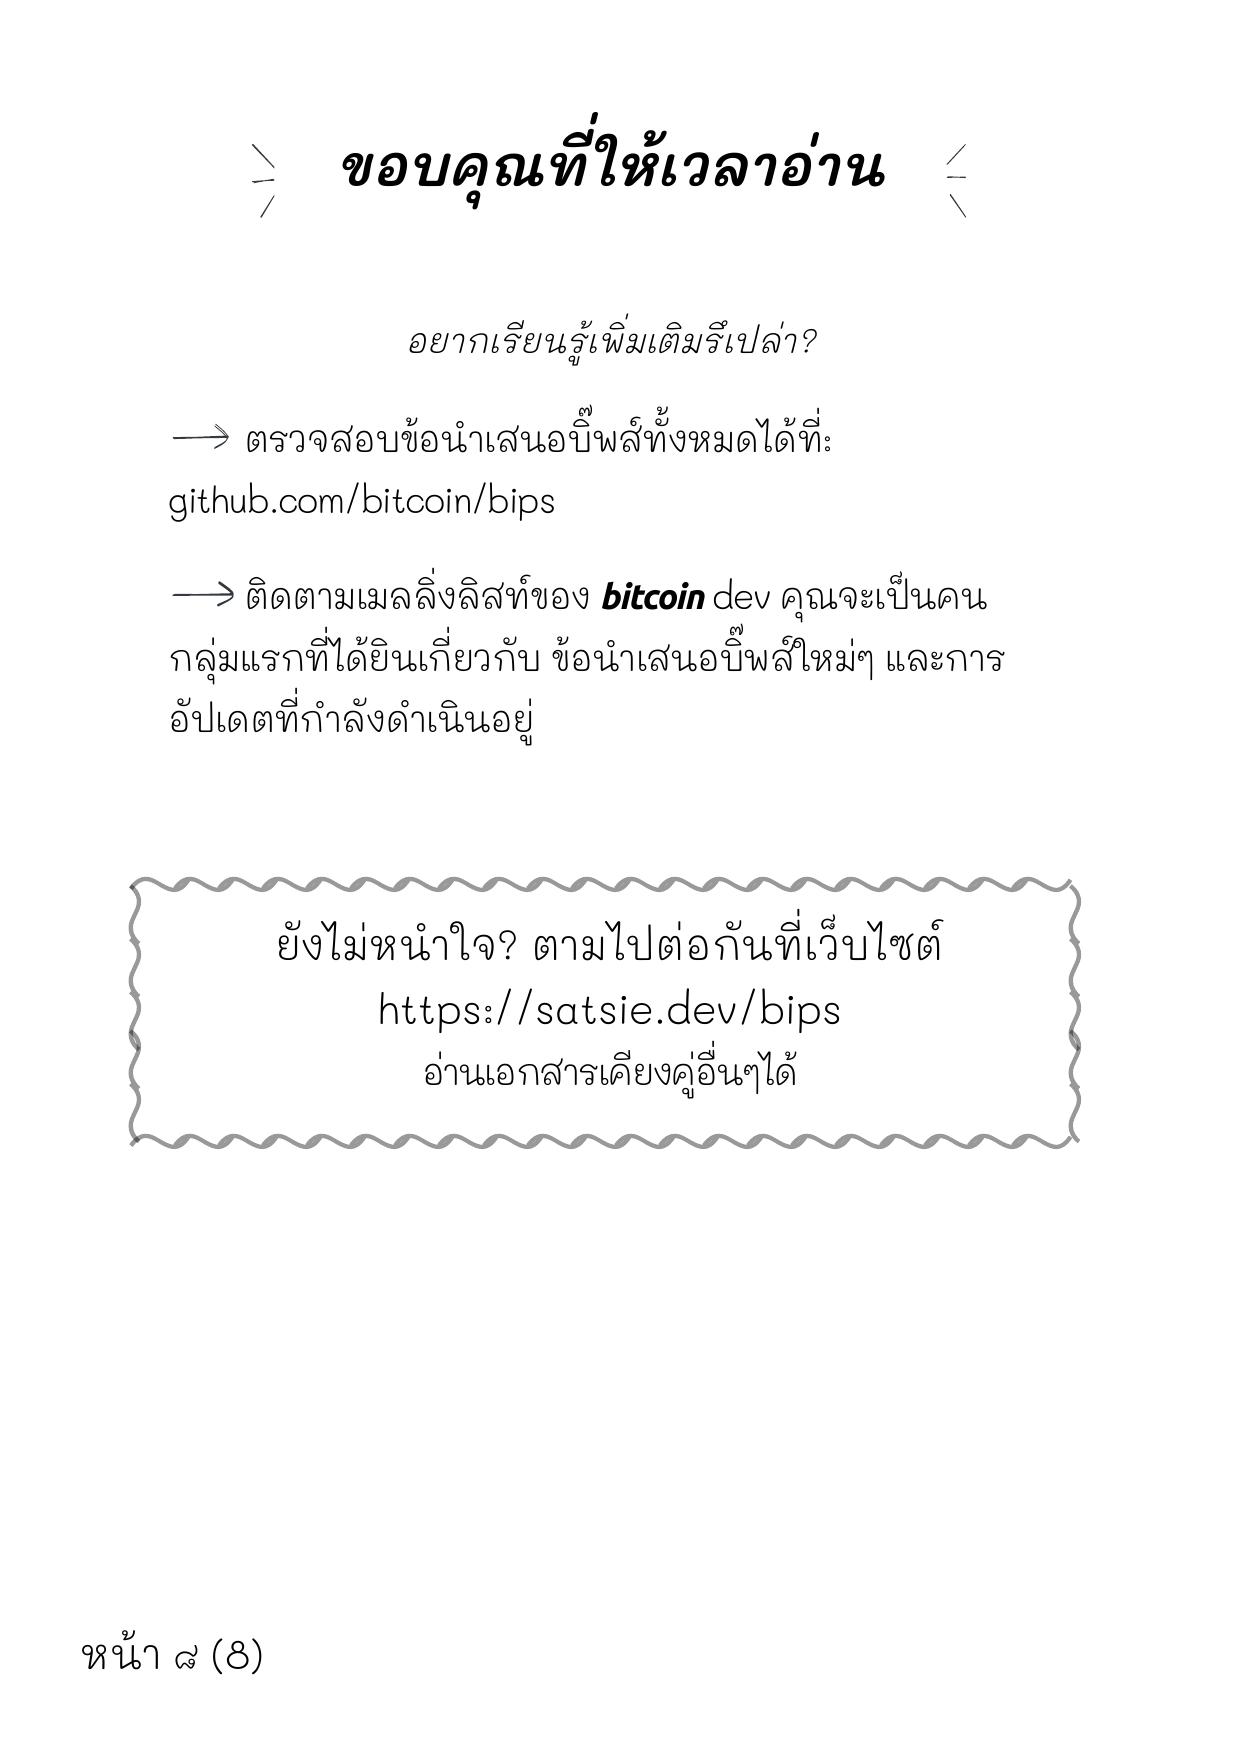 ขอบคุณที่ให้เวลาอ่าน
อยากเรียนรู้เพิ่มเติมรึเปล่า?
ตรวจสอบข้อนำเสนอบิ๊พส์ทั้งหมดได้ที่:
github.com/bitcoin/bips
ติดตามเมลลิ่งลิสท์ของ bitcoin dev คุณจะเป็นคน
กลุ่มแรกที่ได้ยินเกี่ยวกับ ข้อนำเสนอบิ๊พส์ใหม่ๆ และการ
อัปเดตที่กำลังดำเนินอยู่
ยังไม่หนำใจ? ตามไปต่อกันที่เว็บไซต์
https://satsie.dev/bips
อ่านเอกสารเคียงคู่อื่นๆได้
หน้า ๘ (8)